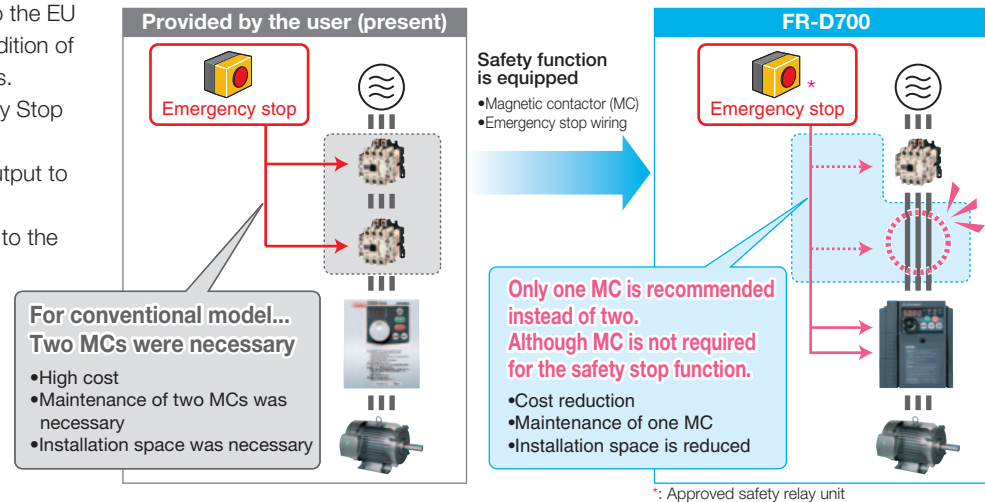 o the EU
dition of
s.
y Stop
utput to
to the
Provided by the user (present)
Emergency stop
For conventional model...
Two MCs were necessary
•High cost
•Maintenance of two MCs was
necessary
•Installation space was necessary
Safety function
is equipped
•Magnetic contactor (MC)
•Emergency stop wiring
FR-D700
*
Emergency stop
Only one MC is recommended
instead of two.
Although MC is not required
for the safety stop function.
•Cost reduction
•Maintenance of one MC
•Installation space is reduced
*: Approved safety relay unit